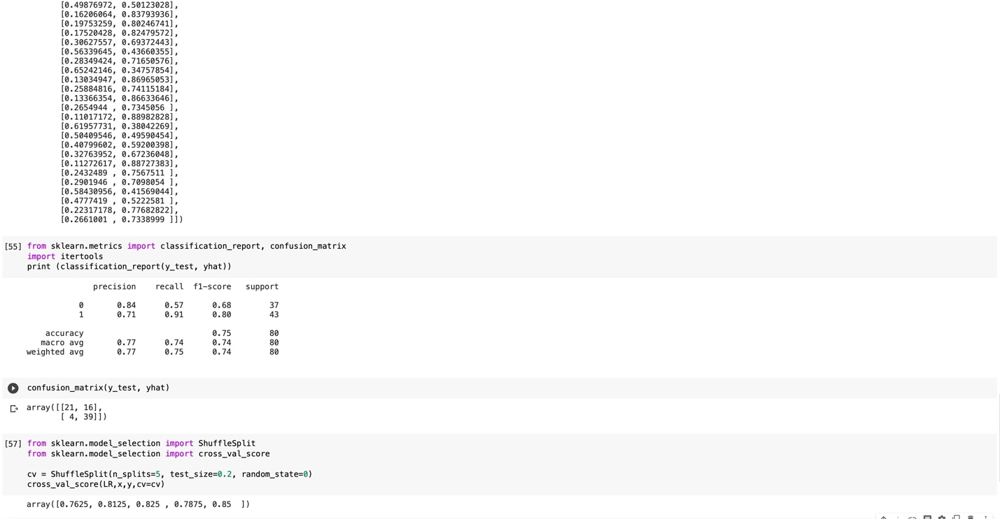 [0.49876972, 0.50123028],
[0.16206064, 0.83793936],
[0.19753259, 0.80246741],
[0.17520428, 0.82479572],
[0.30627557, 0.69372443],
[0.56339645, 0.43660355],
[0.28349424, 0.71650576],
[0.65242146, 0.34757854],
[0.13034947, 0.86965053],
[0.25884816, 0.74115184],
[0.13366354, 0.86633646],
[0.2654944 , 0.7345056 ],
[0.11017172, 0.88982828],
[0.61957731, 0.38042269],
[0.50409546, 0.49590454],
[0.40799602, 0.59200398],
[0.32763952, 0.67236048],
[0.11272617, 0.88727383],
[0.2432489 , 0.7567511 ],
[0.2901946 , 0.7098054 ],
[0.58430956, 0.41569044],
[0.4777419 , 0.5222581 ],
[0.22317178, 0.77682822],
[0.2661001 , 0.7338999 ]])
[55] from sklearn.metrics import classification_report, confusion_matrix
import itertools
print (classification_report(y_test, yhat))
precision recall f1-score support
0 0.84 0.57 0.68 37
1 0.71 0.91 0.80 43
accuracy 0.75 80
macro avg 0.77 0.74 0.74 80
weighted avg 0.77 0.75 0.74 80
confusion_matrix(y_test, yhat)
array([[21, 16],
[ 4, 39]])
[57] from sklearn.model_selection import ShuffleSplit
from sklearn.model_selection import cross_val_score
cv = ShuffleSplit(n_splits=5, test_size=0.2, random_state=0)
cross_val_score(LR,x,y,cv=cv)
array([0.7625, 0.8125, 0.825 , 0.7875, 0.85  ])